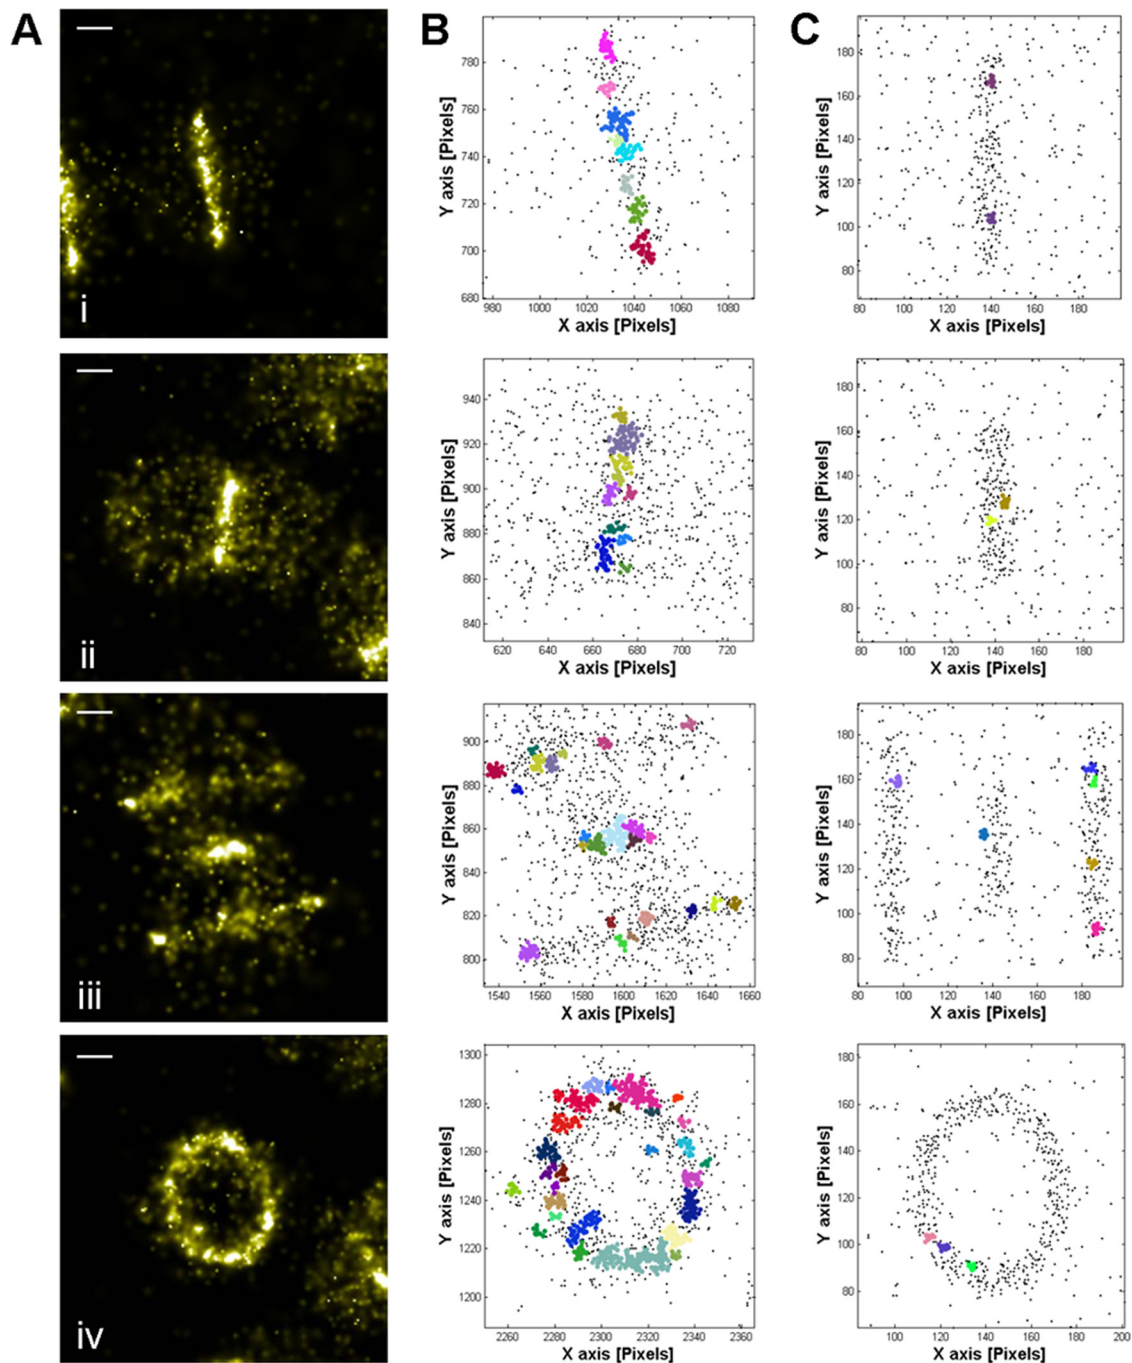 A B C
i
Y axis [Pixels]
780
760
740
720
700
680
980 1000 1020 1040 1060 1080
X axis [Pixels]
Y axis [Pixels]
180
160
140
120
100
80
80 100 120 140 160 180
X axis [Pixels]
ii
Y axis [Pixels]
940
920
900
880
860
840
620 640 660 680 700 720
X axis [Pixels]
Y axis [Pixels]
180
160
140
120
100
80
80 100 120 140 160 180
X axis [Pixels]
iii
Y axis [Pixels]
900
880
860
840
820
800
1540 1560 1580 1600 1620 1640 1660
X axis [Pixels]
Y axis [Pixels]
180
160
140
120
100
80
80 100 120 140 160 180
X axis [Pixels]
iv
Y axis [Pixels]
1300
1280
1260
1240
1220
1200
2260 2280 2300 2320 2340 2360
X axis [Pixels]
Y axis [Pixels]
180
160
140
120
100
80
100 120 140 160 180 200
X axis [Pixels]